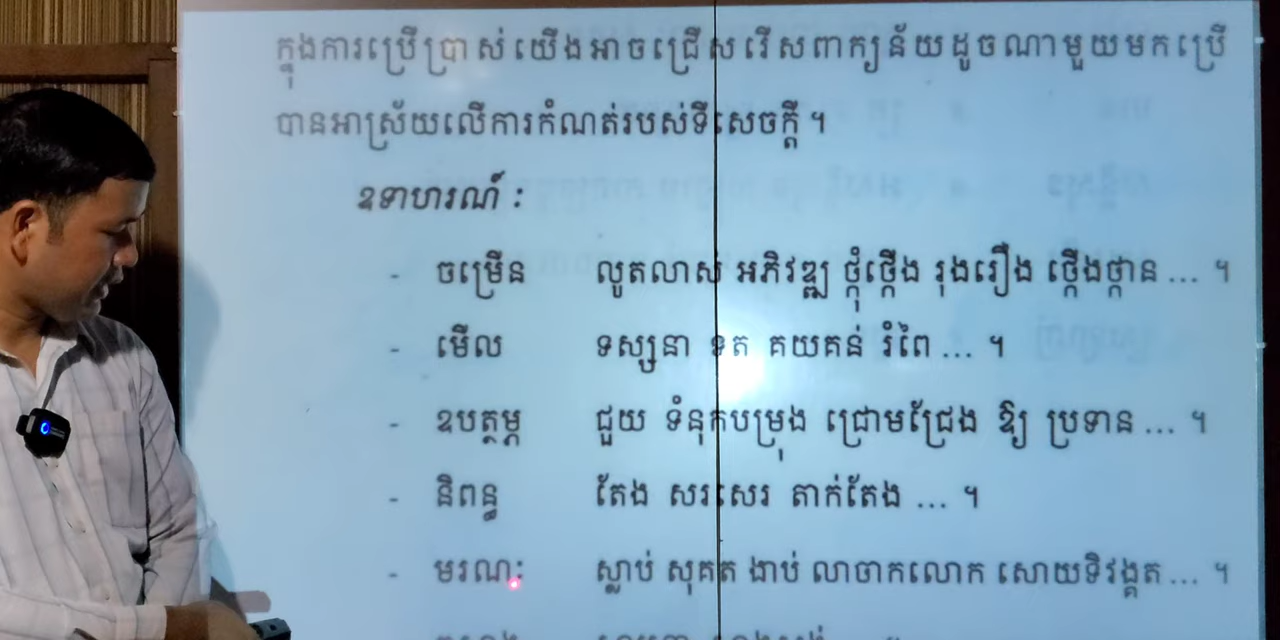 ក្នុងការប្រើប្រាស់យើងអាចជ្រើសរើសពាក្យន័យដូចណាមួយមកប្រើ
បានអាស្រ័យលើការកំណត់របស់ទីសេចក្តី ។
ឧទាហរណ៍ ៖
- ចម្រើន លូតលាស់ អភិវឌ្ឍ ថ្កុំថ្កើង រុងរឿង ថ្កើងថ្កាន ... ។
- មើល ទស្សនា ខត គយគន់ រំពៃ ... ។
- ឧបត្ថម្ភ ជួយ ទំនុកបម្រុង ជ្រោមជ្រែង ឱ្យ ប្រទាន ... ។
- និពន្ធ តែង សរសេរ តាក់តែង ... ។
- មរណៈ ស្លាប់ សុគត ងាប់ លាចាកលោក សោយទិវង្គត ... ។